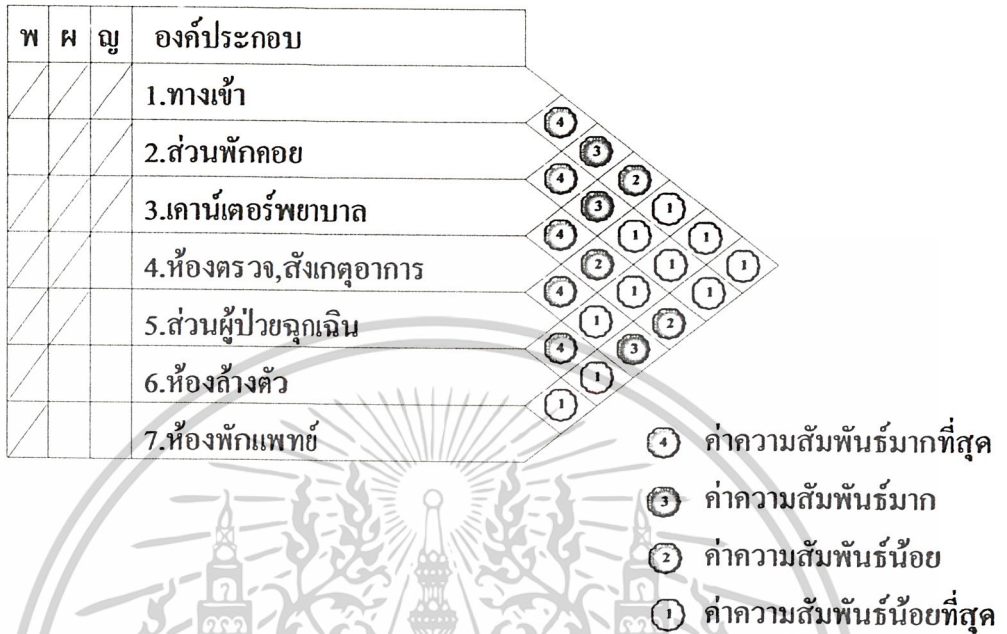 พ ผ ญ องค์ประกอบ
1.ทางเข้า
2.ส่วนพักคอย
3.เคาน์เตอร์พยาบาล
4.ห้องตรวจ,สังเกตุอาการ
5.ส่วนผู้ป่วยฉุกเฉิน
6.ห้องล้างตัว
7.ห้องพักแพทย์
4
3
4 2
3 1
4 1 1
2 1 1
4 1 1
1 2
4 3
1
1
4 ค่าความสัมพันธ์มากที่สุด
3 ค่าความสัมพันธ์มาก
2 ค่าความสัมพันธ์น้อย
1 ค่าความสัมพันธ์น้อยที่สุด